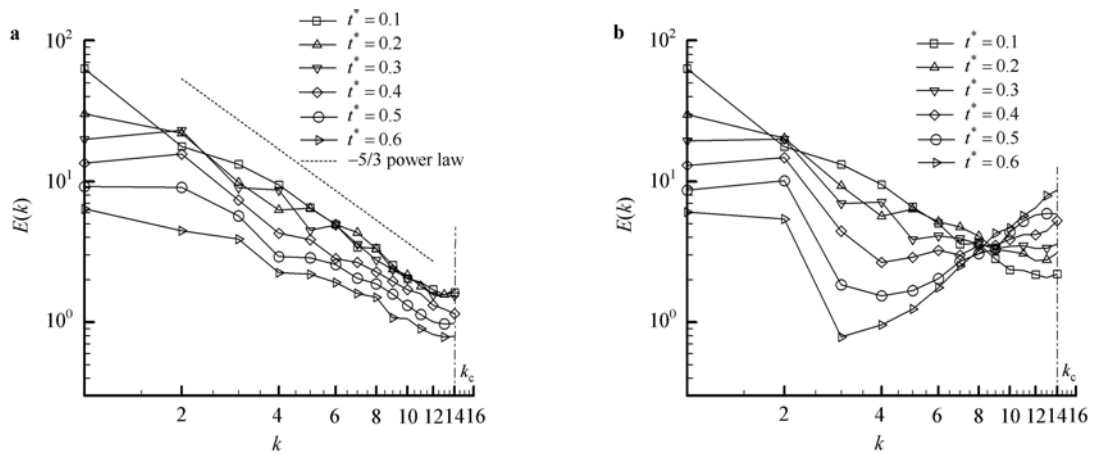 a
t* = 0.1
t* = 0.2
t* = 0.3
t* = 0.4
t* = 0.5
t* = 0.6
−5/3 power law
10²
10¹
10⁰
E(k)
k_c
2 4 6 8 10 12 14 16
k
b
t* = 0.1
t* = 0.2
t* = 0.3
t* = 0.4
t* = 0.5
t* = 0.6
10²
10¹
10⁰
E(k)
k_c
2 4 6 8 10 12 14 16
k